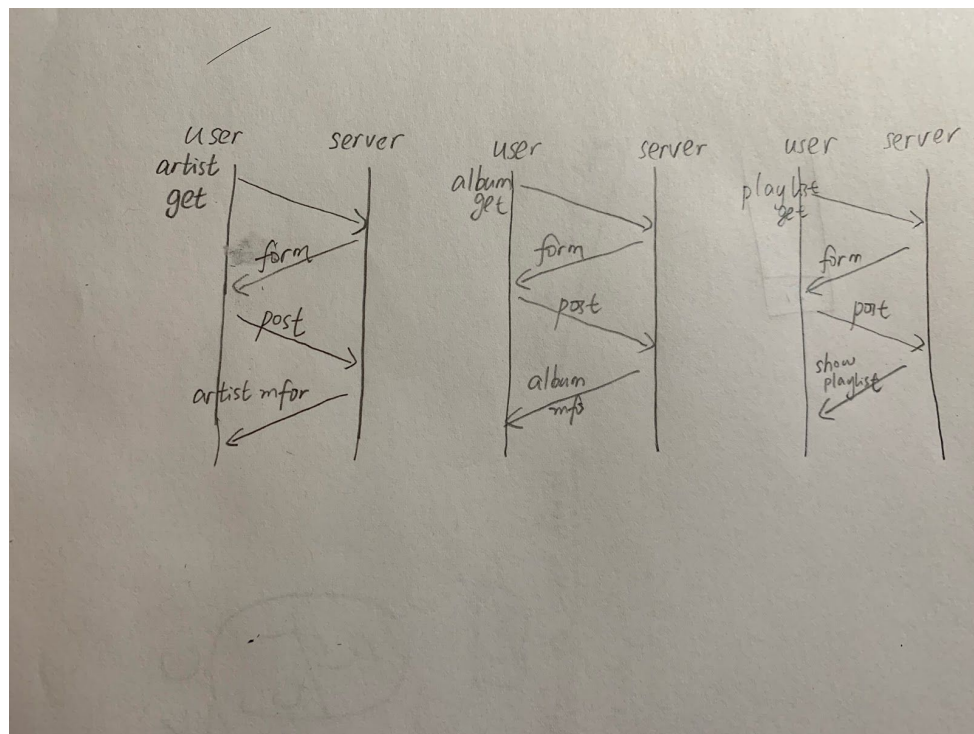 user server
artist
get
form
post
artist infor
user server
album
get
form
post
album
info
user server
playlist
get
form
post
show
playlist